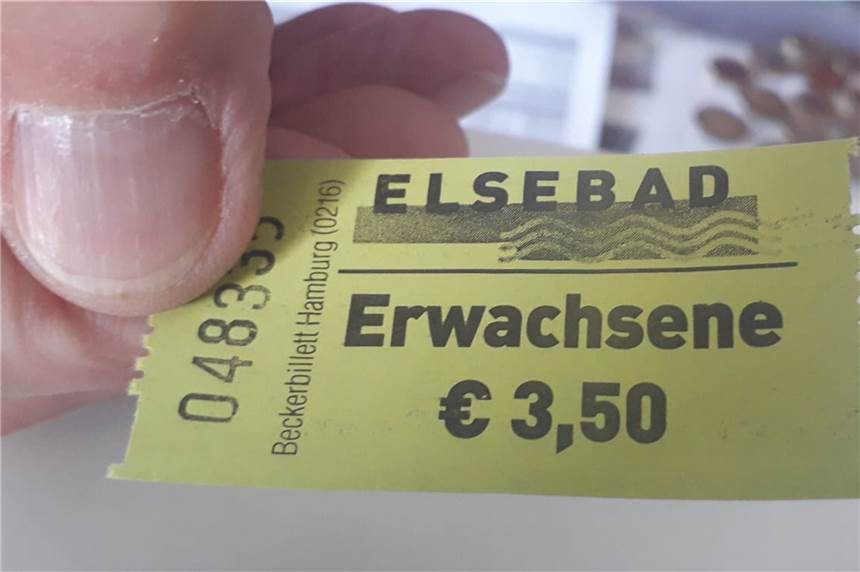 ELSEBAD
Erwachsene
€ 3,50
Beckerbillett Hamburg (0216)
048335